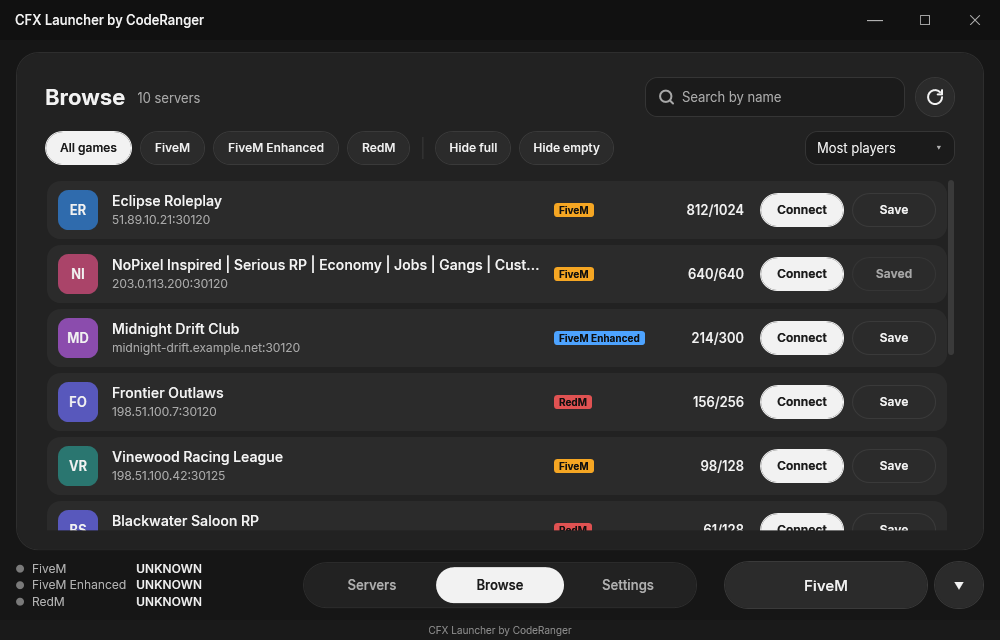 CFX Launcher by CodeRanger
Browse 10 servers
Search by name
All games FiveM FiveM Enhanced RedM Hide full Hide empty Most players
ER Eclipse Roleplay FiveM 812/1024 Connect Save
51.89.10.21:30120
NI NoPixel Inspired | Serious RP | Economy | Jobs | Gangs | Cust... FiveM 640/640 Connect Saved
203.0.113.200:30120
MD Midnight Drift Club FiveM Enhanced 214/300 Connect Save
midnight-drift.example.net:30120
FO Frontier Outlaws RedM 156/256 Connect Save
198.51.100.7:30120
VR Vinewood Racing League FiveM 98/128 Connect Save
198.51.100.42:30125
BS Blackwater Saloon RP RedM 61/128 Connect Save
FiveM UNKNOWN
FiveM Enhanced UNKNOWN
RedM UNKNOWN
Servers Browse Settings FiveM
CFX Launcher by CodeRanger